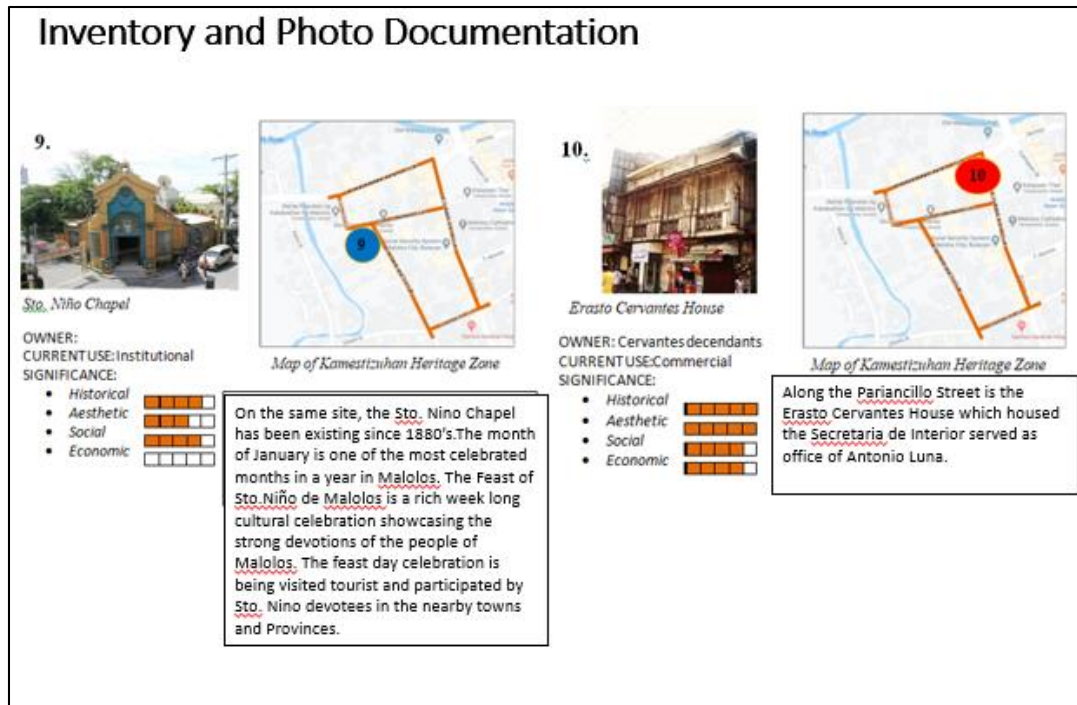 Inventory and Photo Documentation
9.
Sto. Niño Chapel
OWNER:
CURRENT USE: Institutional
SIGNIFICANCE:
• Historical
• Aesthetic
• Social
• Economic
9
Map of Kamestizuhan Heritage Zone
On the same site, the Sto. Nino Chapel
has been existing since 1880's.The month
of January is one of the most celebrated
months in a year in Malolos. The Feast of
Sto.Niño de Malolos is a rich week long
cultural celebration showcasing the
strong devotions of the people of
Malolos. The feast day celebration is
being visited tourist and participated by
Sto. Nino devotees in the nearby towns
and Provinces.
10.
Erasto Cervantes House
OWNER: Cervantes decendants
CURRENT USE:Commercial
SIGNIFICANCE:
• Historical
• Aesthetic
• Social
• Economic
10
Map of Kamestizuhan Heritage Zone
Along the Pariancillo Street is the
Erasto Cervantes House which housed
the Secretaria de Interior served as
office of Antonio Luna.